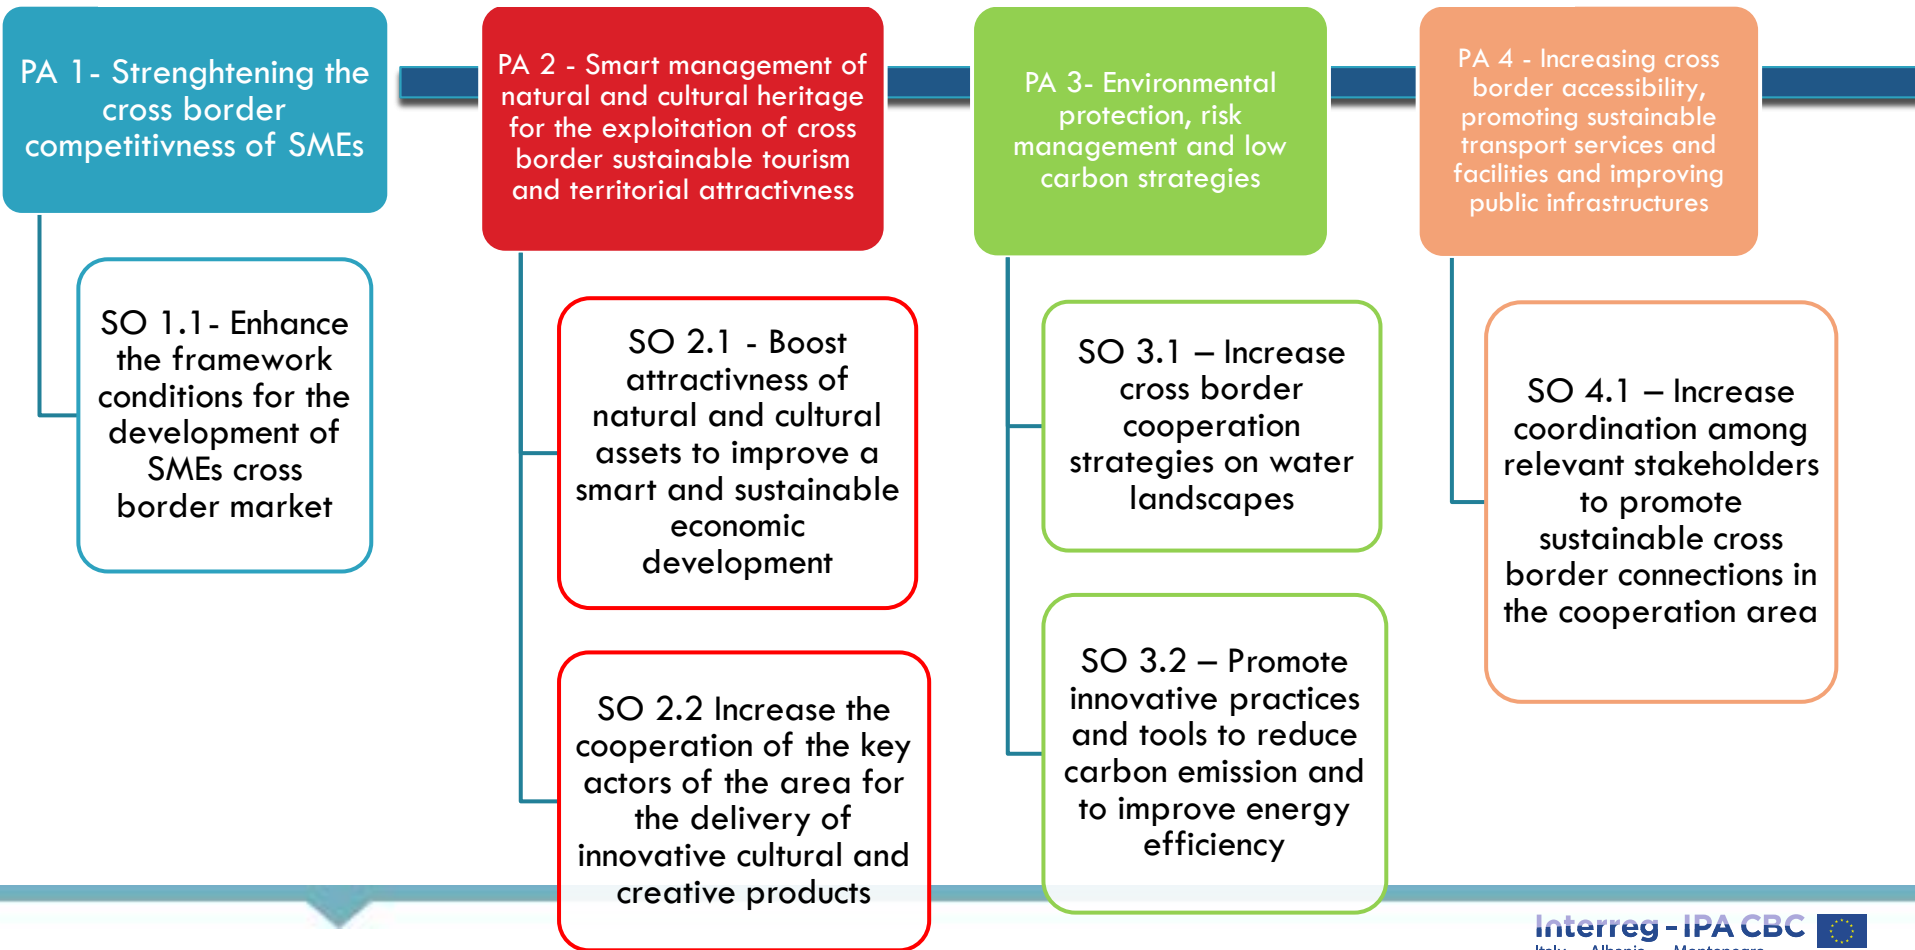 PA 1- Strenghtening the
cross border
competitivness of SMEs
SO 1.1- Enhance
the framework
conditions for the
development of
SMEs cross
border market
PA 2 - Smart management of
natural and cultural heritage
for the exploitation of cross
border sustainable tourism
and territorial attractivness
SO 2.1 - Boost
attractivness of
natural and cultural
assets to improve a
smart and sustainable
economic
development
SO 2.2 Increase the
cooperation of the key
actors of the area for
the delivery of
innovative cultural and
creative products
PA 3- Environmental
protection, risk
management and low
carbon strategies
SO 3.1 – Increase
cross border
cooperation
strategies on water
landscapes
SO 3.2 – Promote
innovative practices
and tools to reduce
carbon emission and
to improve energy
efficiency
PA 4 - Increasing cross
border accessibility,
promoting sustainable
transport services and
facilities and improving
public infrastructures
SO 4.1 – Increase
coordination among
relevant stakeholders
to promote
sustainable cross
border connections in
the cooperation area
Interreg - IPA CBC
Italy Albania Montenegro